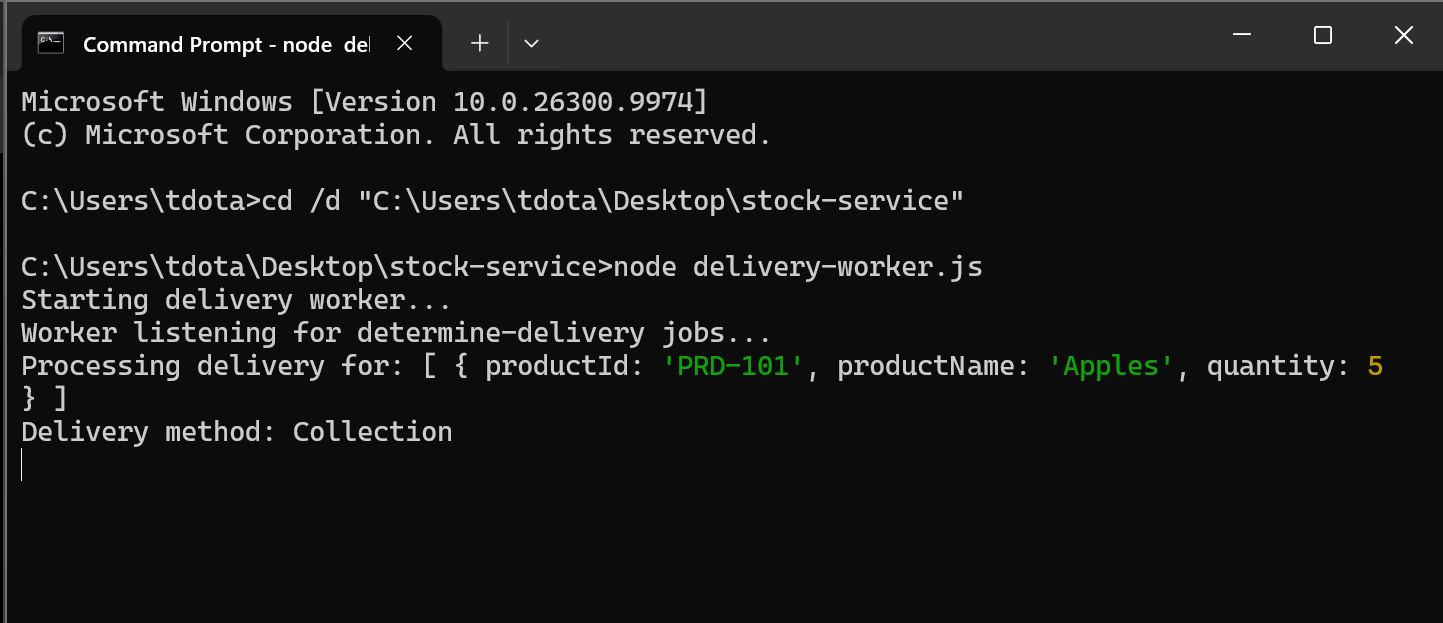 Command Prompt - node  del
Microsoft Windows [Version 10.0.26300.9974]
(c) Microsoft Corporation. All rights reserved.
C:\Users\tdota>cd /d "C:\Users\tdota\Desktop\stock-service"
C:\Users\tdota\Desktop\stock-service>node delivery-worker.js
Starting delivery worker...
Worker listening for determine-delivery jobs...
Processing delivery for: [ { productId: 'PRD-101', productName: 'Apples', quantity: 5
} ]
Delivery method: Collection